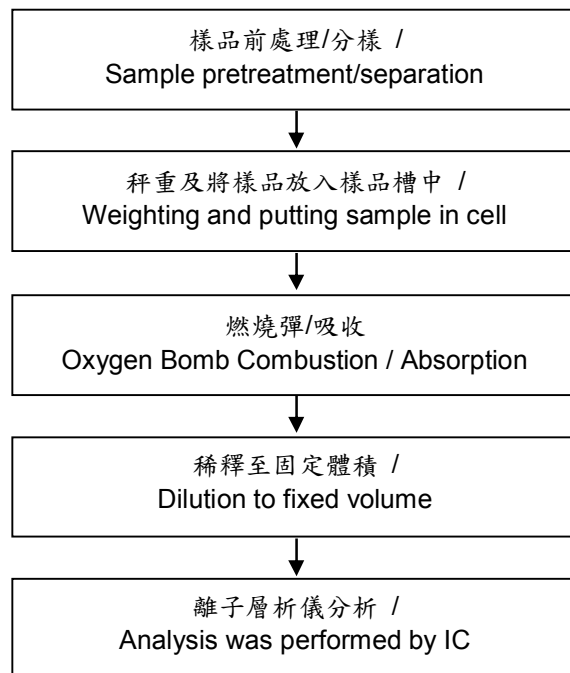 樣品前處理/分樣 /
Sample pretreatment/separation
秤重及將樣品放入樣品槽中 /
Weighting and putting sample in cell
燃燒彈/吸收
Oxygen Bomb Combustion / Absorption
稀釋至固定體積 /
Dilution to fixed volume
離子層析儀分析 /
Analysis was performed by IC